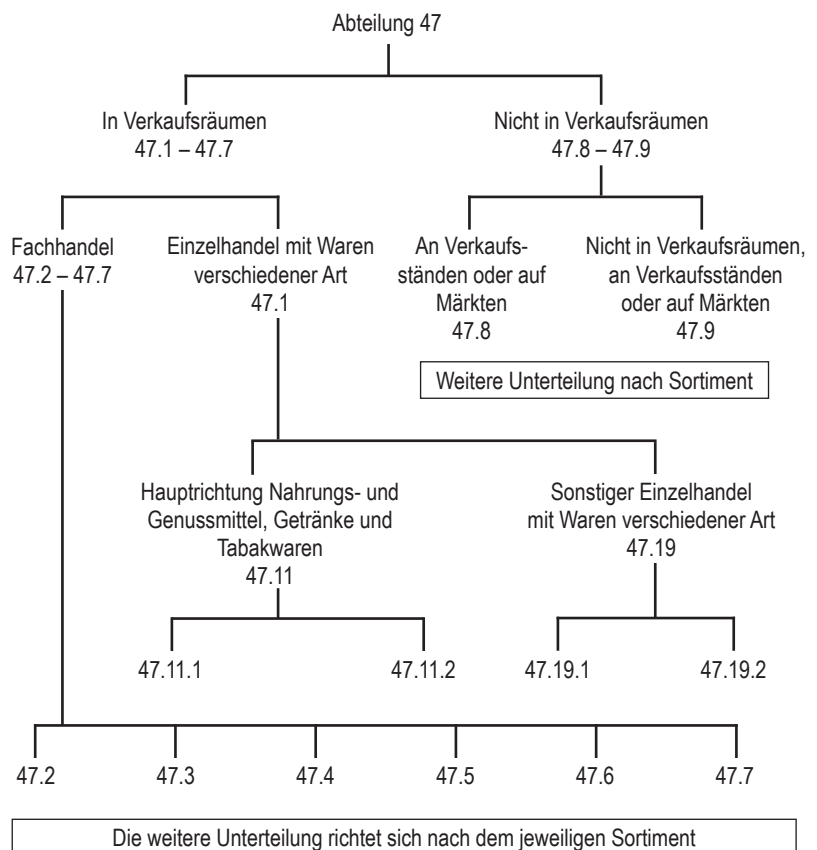 Abteilung 47
In Verkaufsräumen
47.1 – 47.7
Nicht in Verkaufsräumen
47.8 – 47.9
Fachhandel
47.2 – 47.7
Einzelhandel mit Waren
verschiedener Art
47.1
An Verkaufs-
ständen oder auf
Märkten
47.8
Nicht in Verkaufsräumen,
an Verkaufsständen
oder auf Märkten
47.9
Weitere Unterteilung nach Sortiment
Hauptrichtung Nahrungs- und
Genussmittel, Getränke und
Tabakwaren
47.11
Sonstiger Einzelhandel
mit Waren verschiedener Art
47.19
47.11.1
47.11.2
47.19.1
47.19.2
47.2
47.3
47.4
47.5
47.6
47.7
Die weitere Unterteilung richtet sich nach dem jeweiligen Sortiment